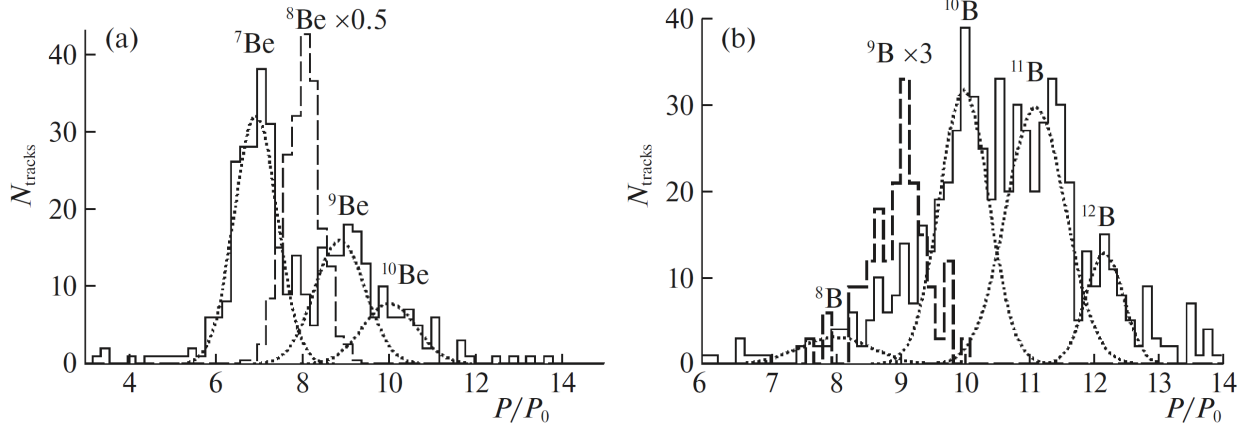 (a)
⁷Be
⁸Be ×0.5
⁹Be
¹⁰Be
N_tracks
40
30
20
10
0
4 6 8 10 12 14
P/P₀
(b)
⁸B
⁹B ×3
¹⁰B
¹¹B
¹²B
N_tracks
40
30
20
10
0
6 7 8 9 10 11 12 13 14
P/P₀